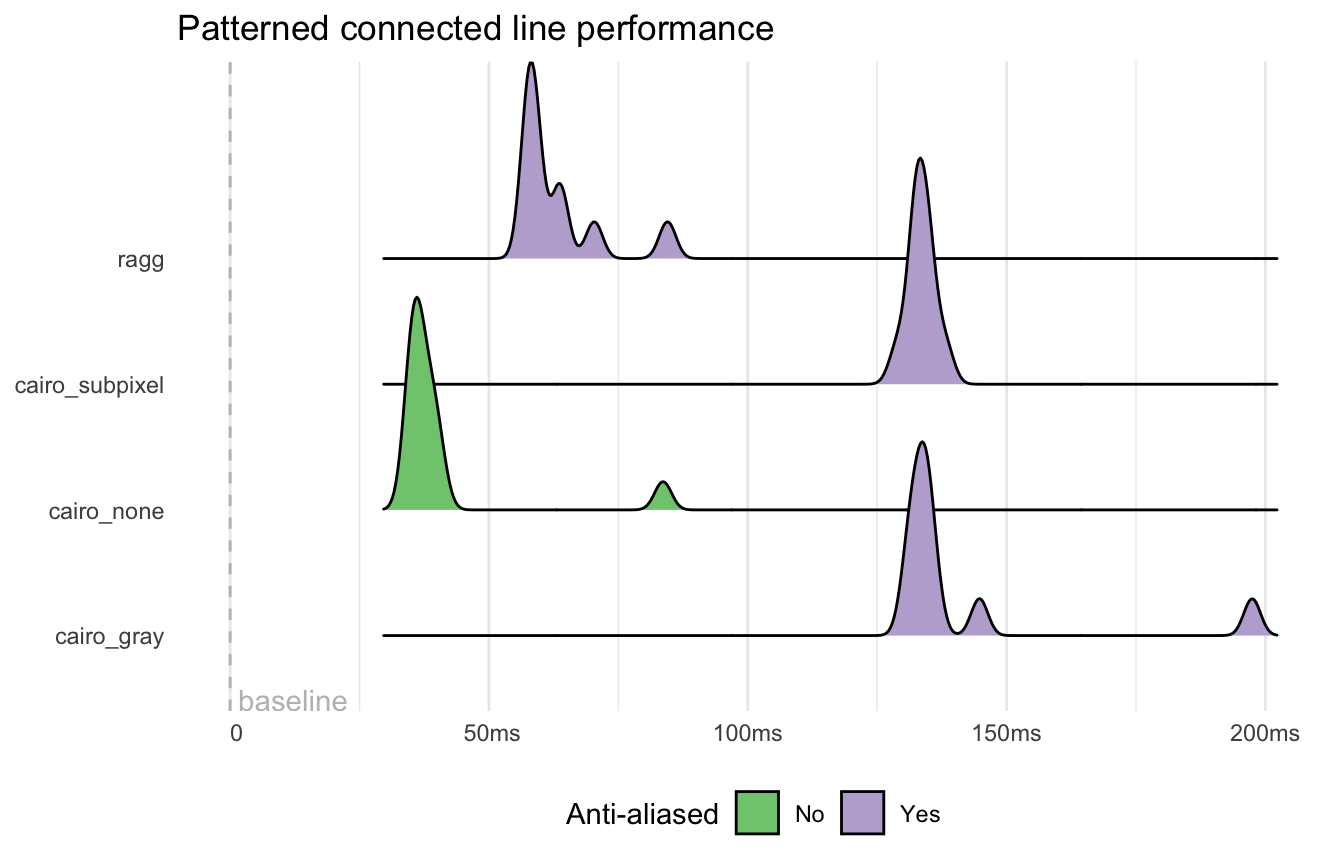 Patterned connected line performance
ragg
cairo_subpixel
cairo_none
cairo_gray
baseline
0 50ms 100ms 150ms 200ms
Anti-aliased No Yes